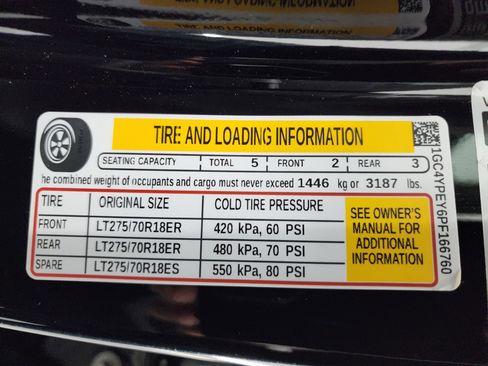 TIRE AND LOADING INFORMATION
SEATING CAPACITY TOTAL 5 FRONT 2 REAR 3
he combined weight of occupants and cargo must never exceed 1446 kg or 3187 lbs.
TIRE ORIGINAL SIZE COLD TIRE PRESSURE
FRONT LT275/70R18ER 420 kPa, 60 PSI
REAR LT275/70R18ER 480 kPa, 70 PSI
SPARE LT275/70R18ES 550 kPa, 80 PSI
SEE OWNER'S
MANUAL FOR
ADDITIONAL
INFORMATION
1GC4YPEY6PF166760